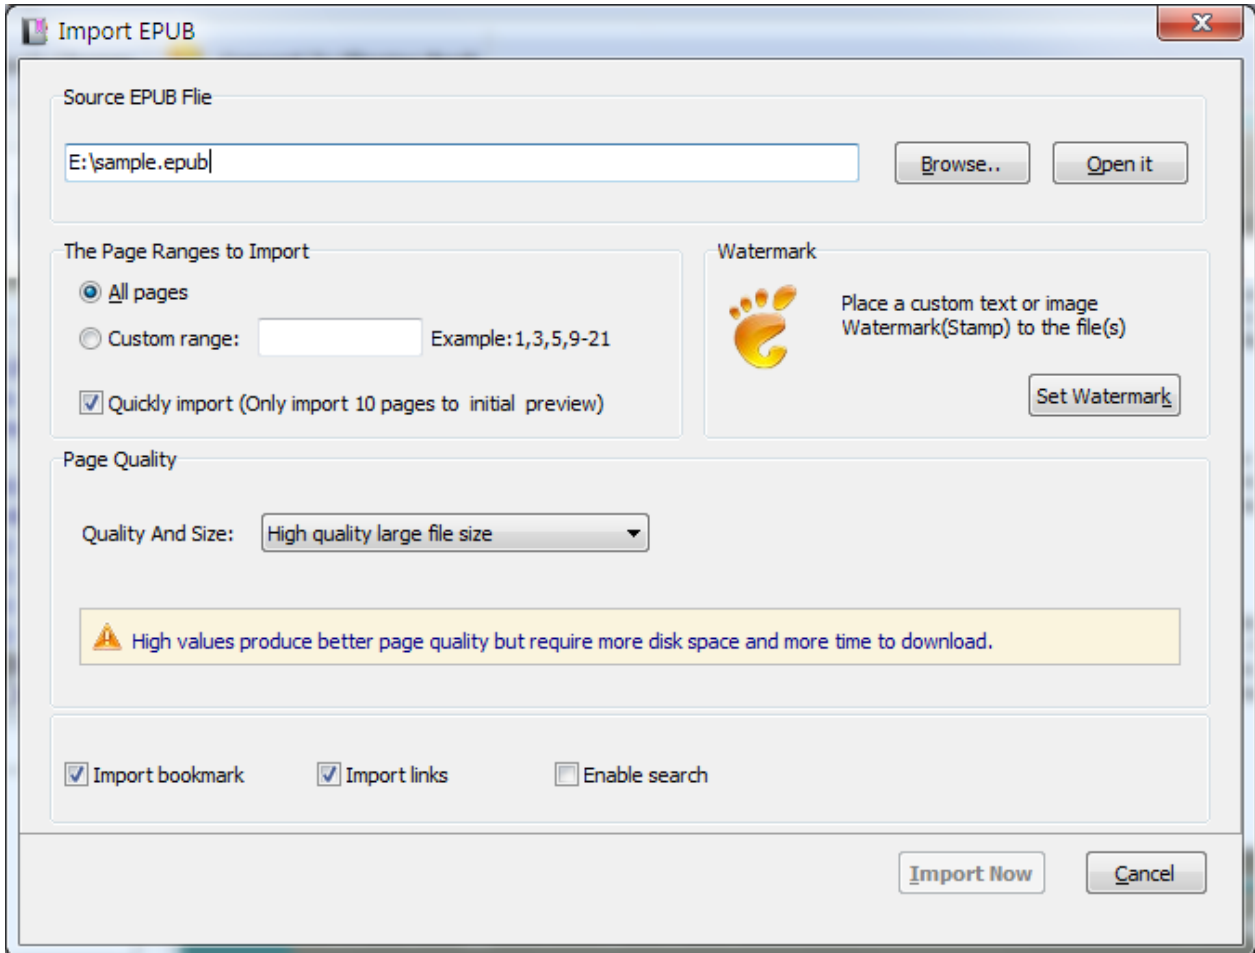 Import EPUB
Source EPUB Flie
E:\sample.epub
Browse..
Open it
The Page Ranges to Import
All pages
Custom range:
Example:1,3,5,9-21
Quickly import (Only import 10 pages to initial preview)
Watermark
Place a custom text or image
Watermark(Stamp) to the file(s)
Set Watermark
Page Quality
Quality And Size:
High quality large file size
High values produce better page quality but require more disk space and more time to download.
Import bookmark
Import links
Enable search
Import Now
Cancel